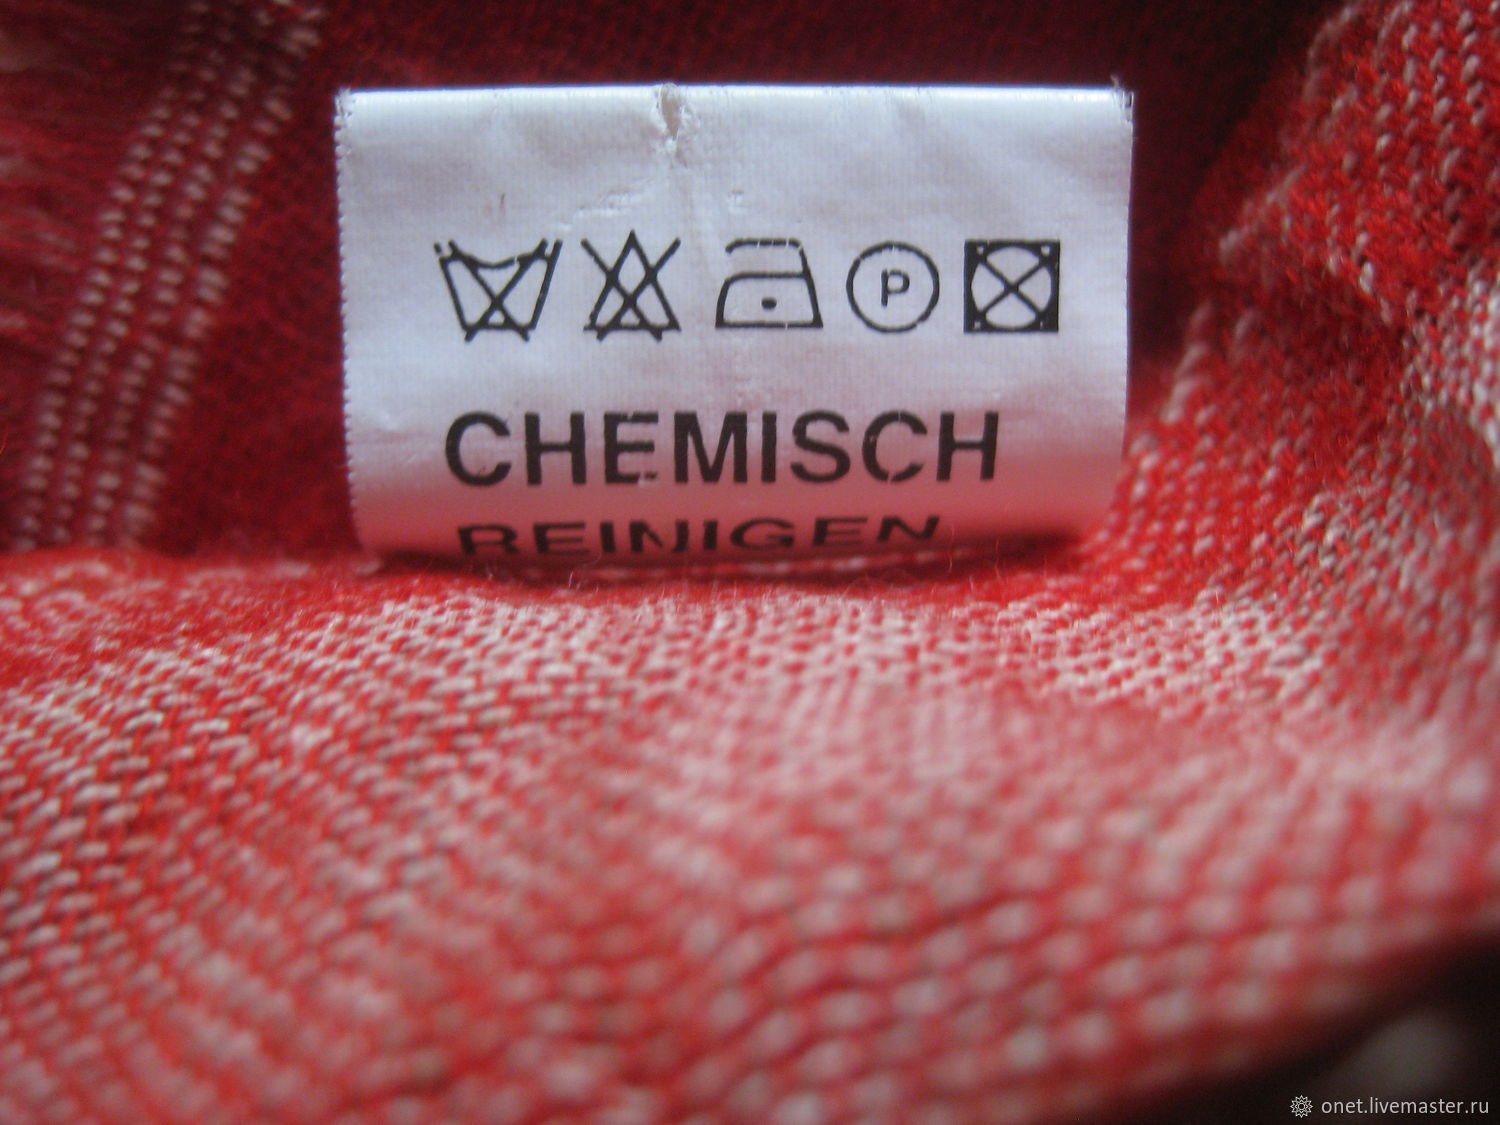 P
CHEMISCH
REINIGEN
onet.livemaster.ru